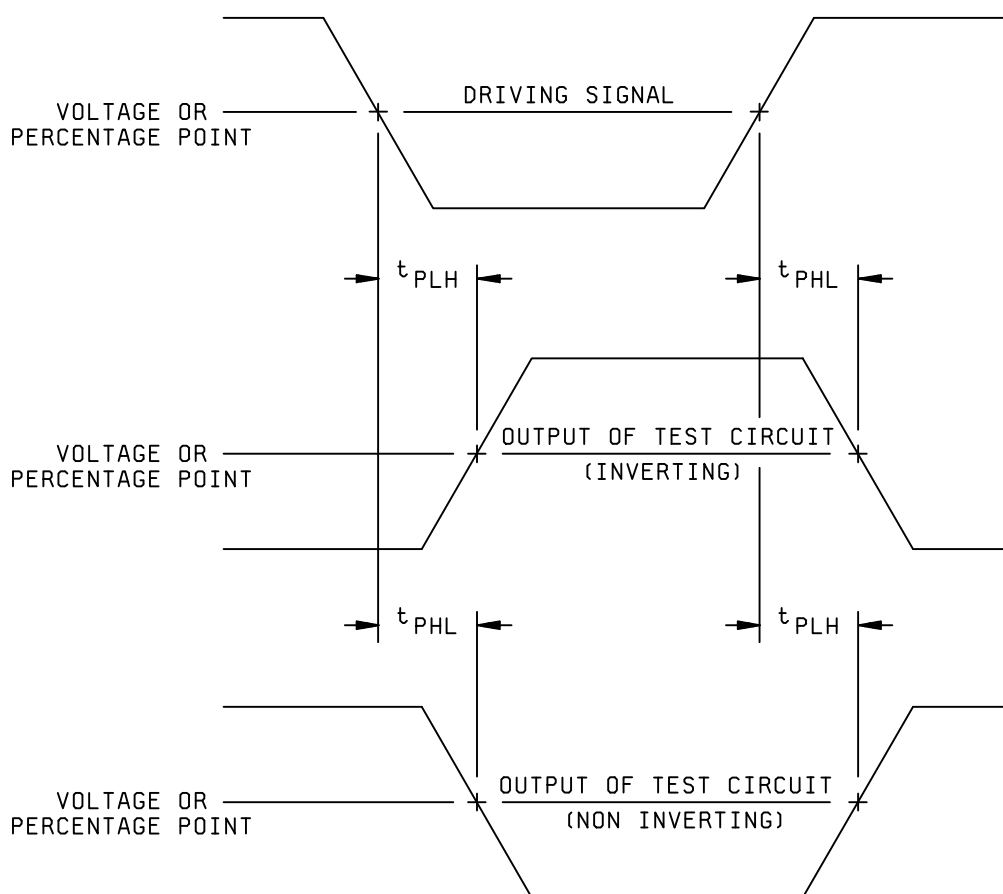 DRIVING SIGNAL
VOLTAGE OR
PERCENTAGE POINT
tPLH
tPHL
OUTPUT OF TEST CIRCUIT
(INVERTING)
VOLTAGE OR
PERCENTAGE POINT
tPHL
tPLH
OUTPUT OF TEST CIRCUIT
(NON INVERTING)
VOLTAGE OR
PERCENTAGE POINT